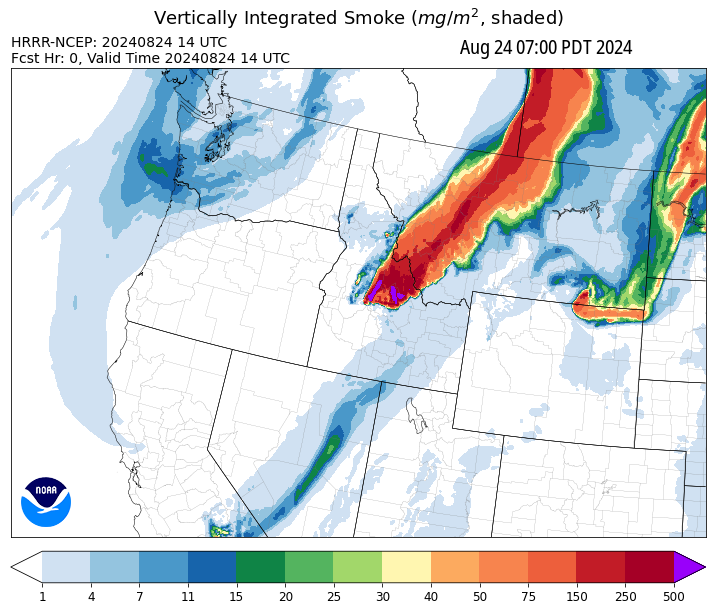 Vertically Integrated Smoke (mg/m², shaded)
HRRR-NCEP: 20240824 14 UTC
Aug 24 07:00 PDT 2024
Fcst Hr: 0, Valid Time 20240824 14 UTC
NOAA
1 4 7 11 15 20 25 30 40 50 75 150 250 500